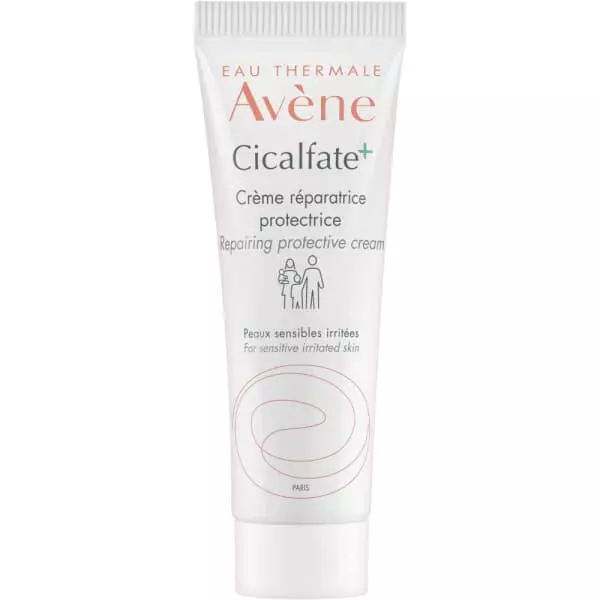 EAU THERMALE
Avène
Cicalfate+
Crème réparatrice
protectrice
Repairing protective cream
Peaux sensibles irritées
For sensitive irritated skin
PARIS